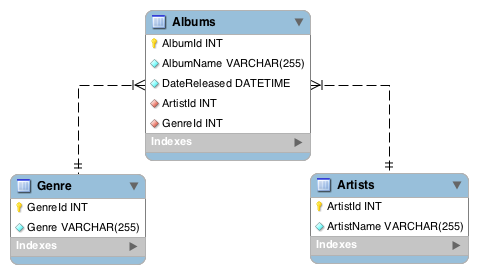 Albums
AlbumId INT
AlbumName VARCHAR(255)
DateReleased DATETIME
ArtistId INT
GenreId INT
Indexes
Genre
GenreId INT
Genre VARCHAR(255)
Indexes
Artists
ArtistId INT
ArtistName VARCHAR(255)
Indexes